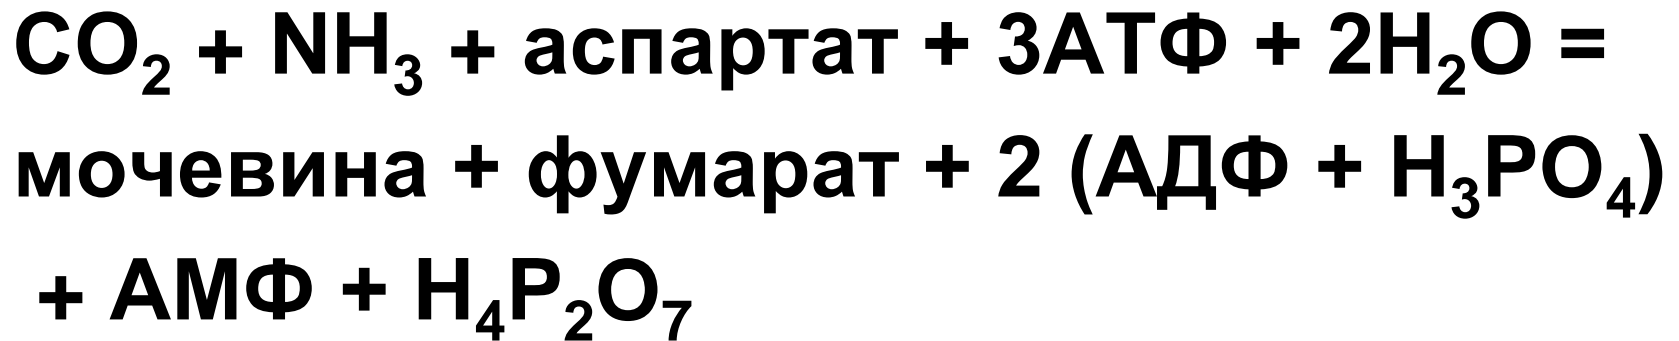 CO₂ + NH₃ + аспартат + 3АТФ + 2H₂O =
мочевина + фумарат + 2 (АДФ + H₃PO₄)
+ АМФ + H₄P₂O₇